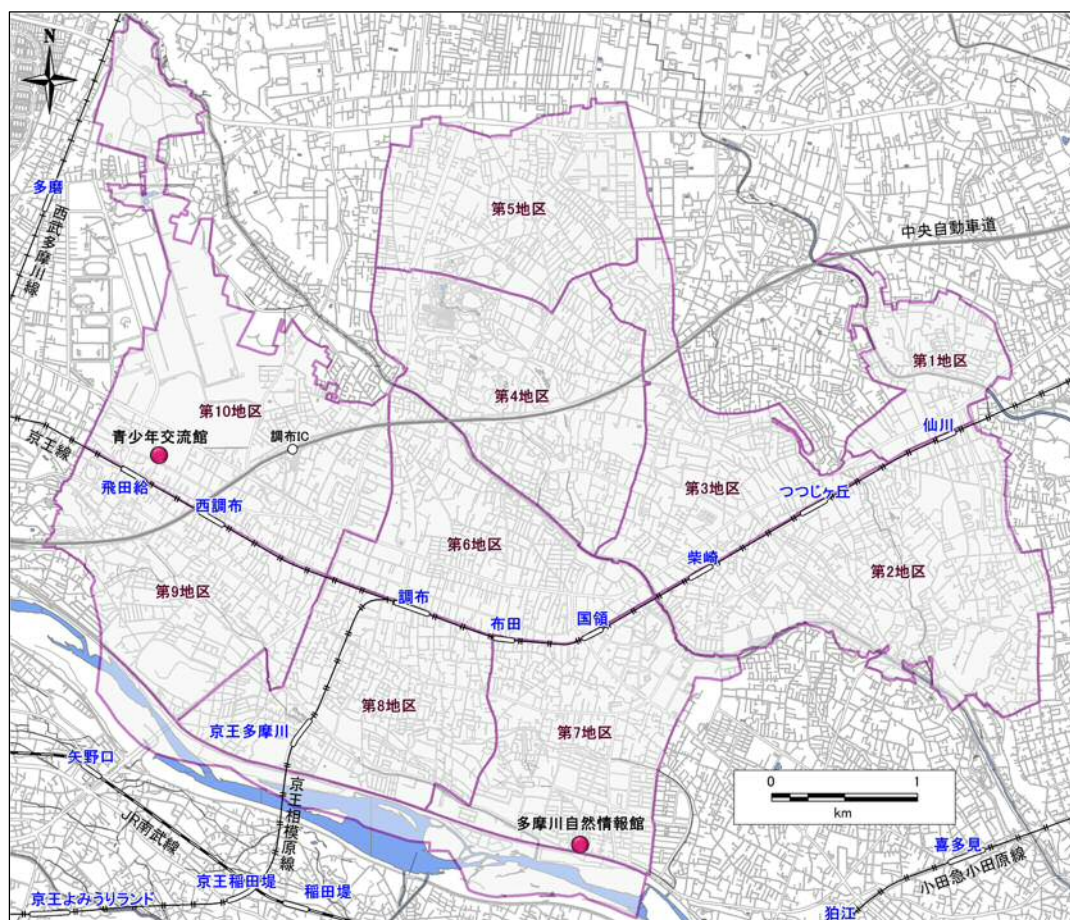 N
多磨
西武多摩川線
第5地区
中央自動車道
第1地区
第4地区
第10地区
仙川
京王線
青少年交流館
調布IC
飛田給
西調布
第3地区
つつじヶ丘
第6地区
柴崎
第2地区
第9地区
調布
布田
国領
第8地区
京王多摩川
第7地区
矢野口
JR南武線
京王相模原線
0
1
km
多摩川自然情報館
喜多見
小田急小田原線
京王稲田堤
稲田堤
京王よみうりランド
狛江